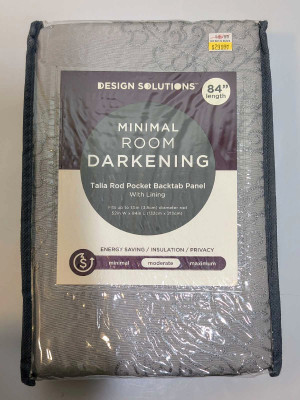 DESIGN SOLUTIONS
84"
length
MINIMAL
ROOM
DARKENING
Talia Rod Pocket Backtab Panel
With Lining
ENERGY SAVING / INSULATION / PRIVACY
minimal
moderate
maximum
$